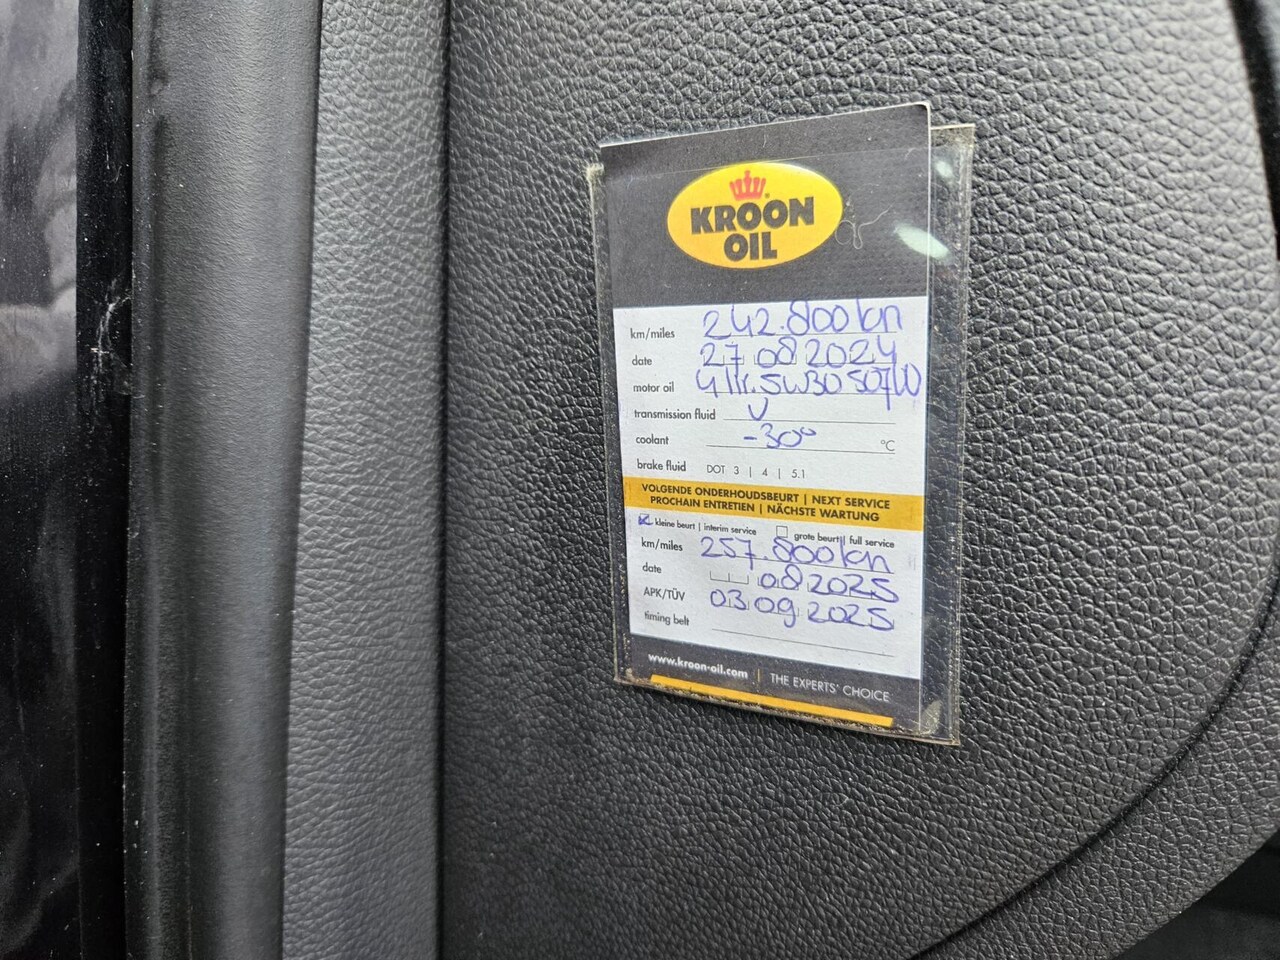 KROON
OIL
km/miles 242.800 km
date 27 08 2024
motor oil 4 ltr. 5W30 507
transmission fluid V
coolant -30° °C
brake fluid DOT 3 | 4 | 5.1
VOLGENDE ONDERHOUDSBEURT | NEXT SERVICE
PROCHAIN ENTRETIEN | NÄCHSTE WARTUNG
kleine beurt | interim service grote beurt | full service
km/miles 257.800 km
date 08 2025
APK/TÜV 03 09 2025
timing belt
www.kroon-oil.com | THE EXPERTS' CHOICE